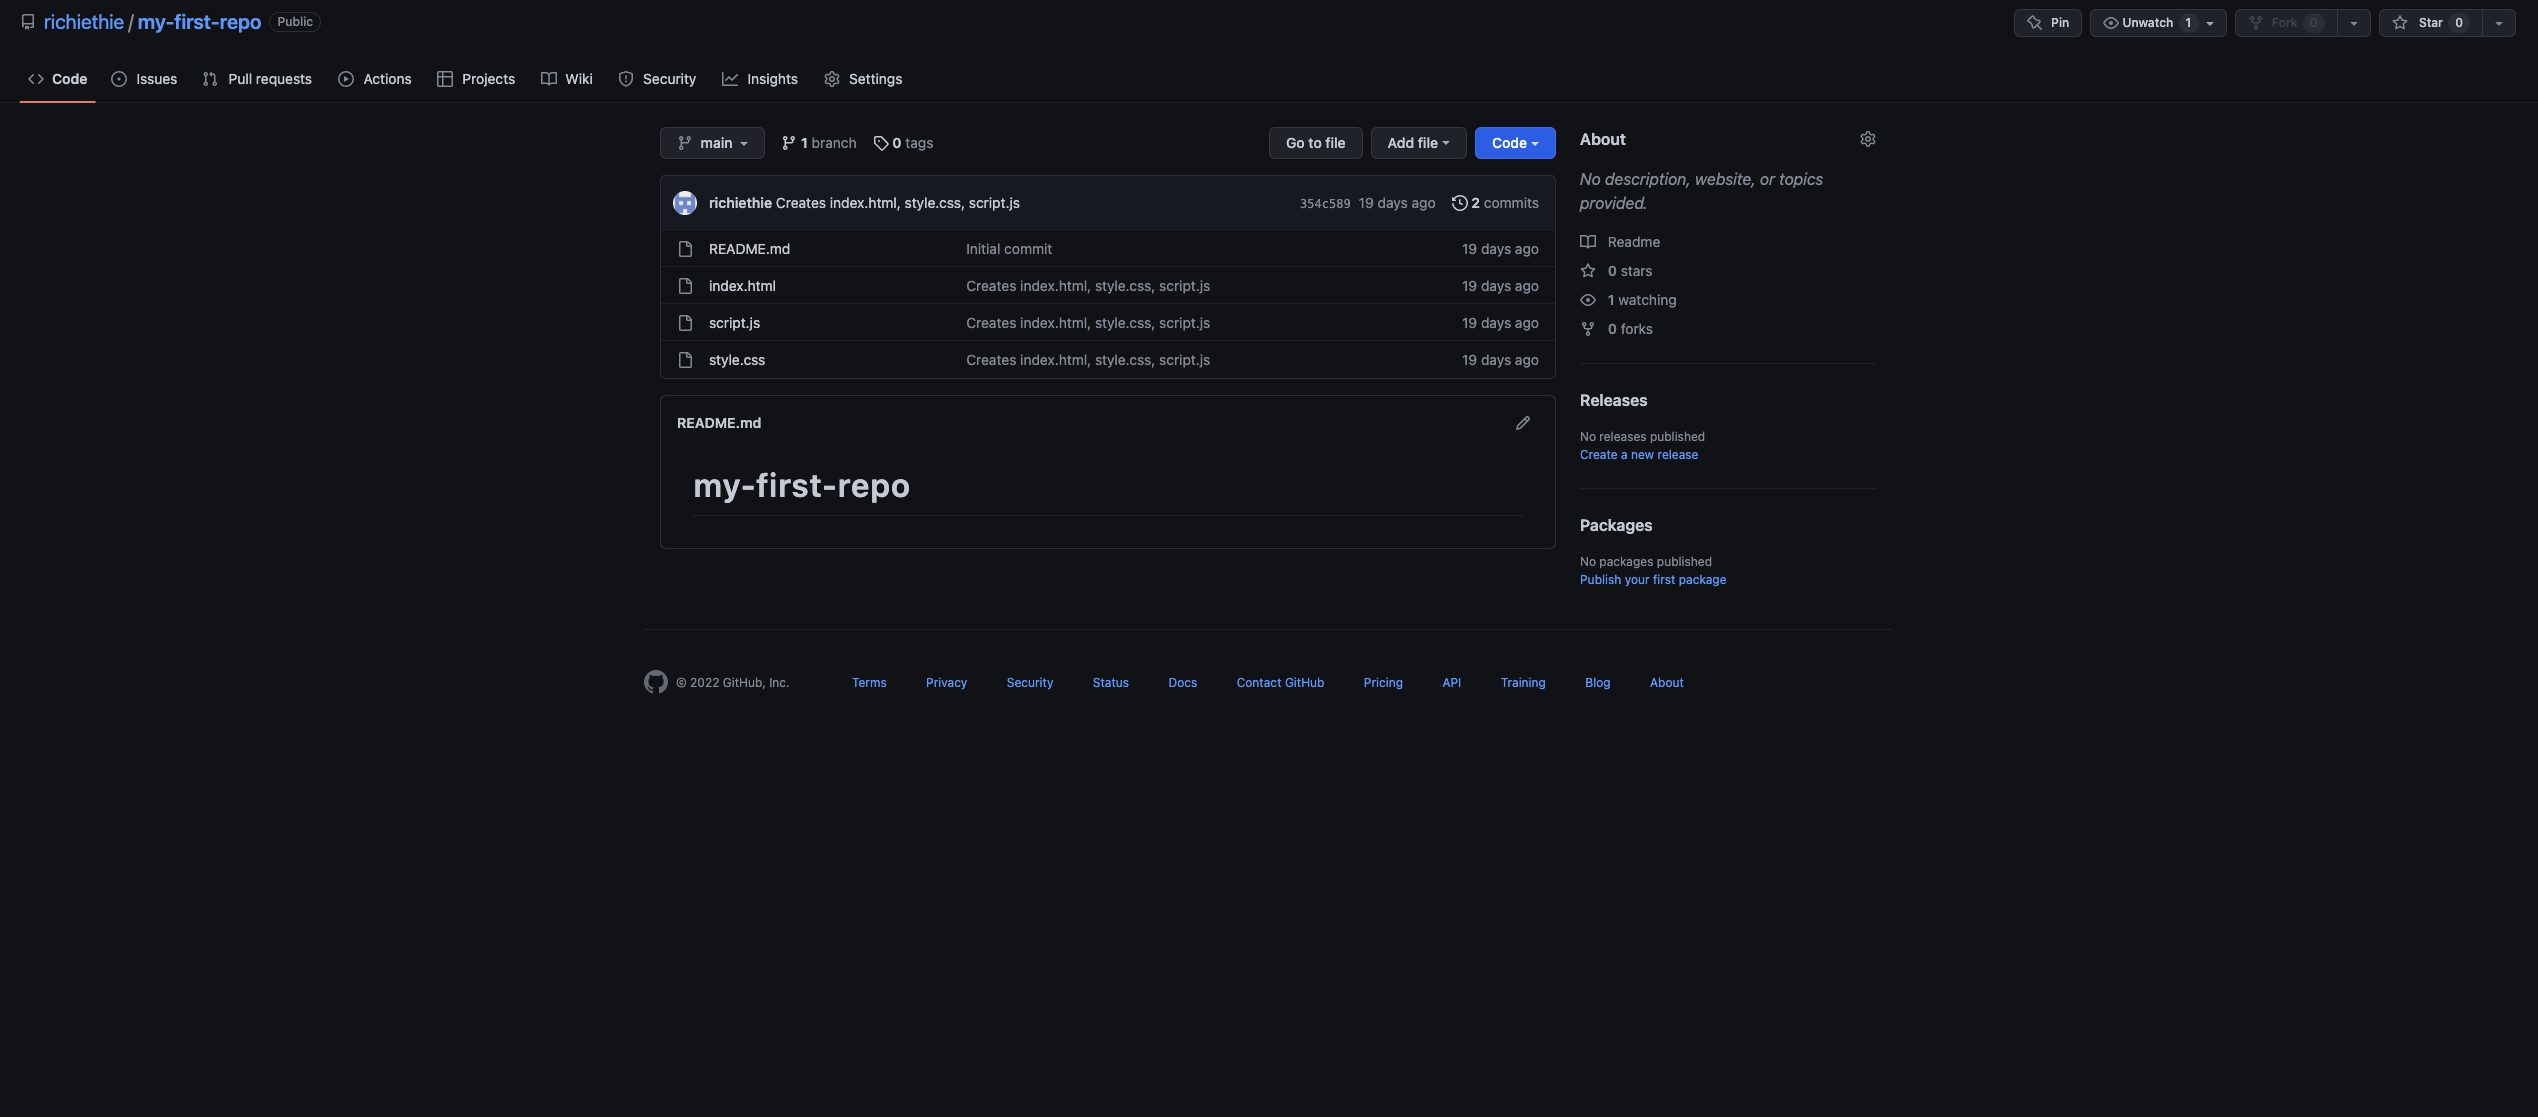 richiethie / my-first-repo Public
Pin Unwatch 1 Fork 0 Star 0
Code Issues Pull requests Actions Projects Wiki Security Insights Settings
main 1 branch 0 tags Go to file Add file Code
richiethie Creates index.html, style.css, script.js 354c589 19 days ago 2 commits
README.md Initial commit 19 days ago
index.html Creates index.html, style.css, script.js 19 days ago
script.js Creates index.html, style.css, script.js 19 days ago
style.css Creates index.html, style.css, script.js 19 days ago
README.md
my-first-repo
About
No description, website, or topics
provided.
Readme
0 stars
1 watching
0 forks
Releases
No releases published
Create a new release
Packages
No packages published
Publish your first package
© 2022 GitHub, Inc. Terms Privacy Security Status Docs Contact GitHub Pricing API Training Blog About